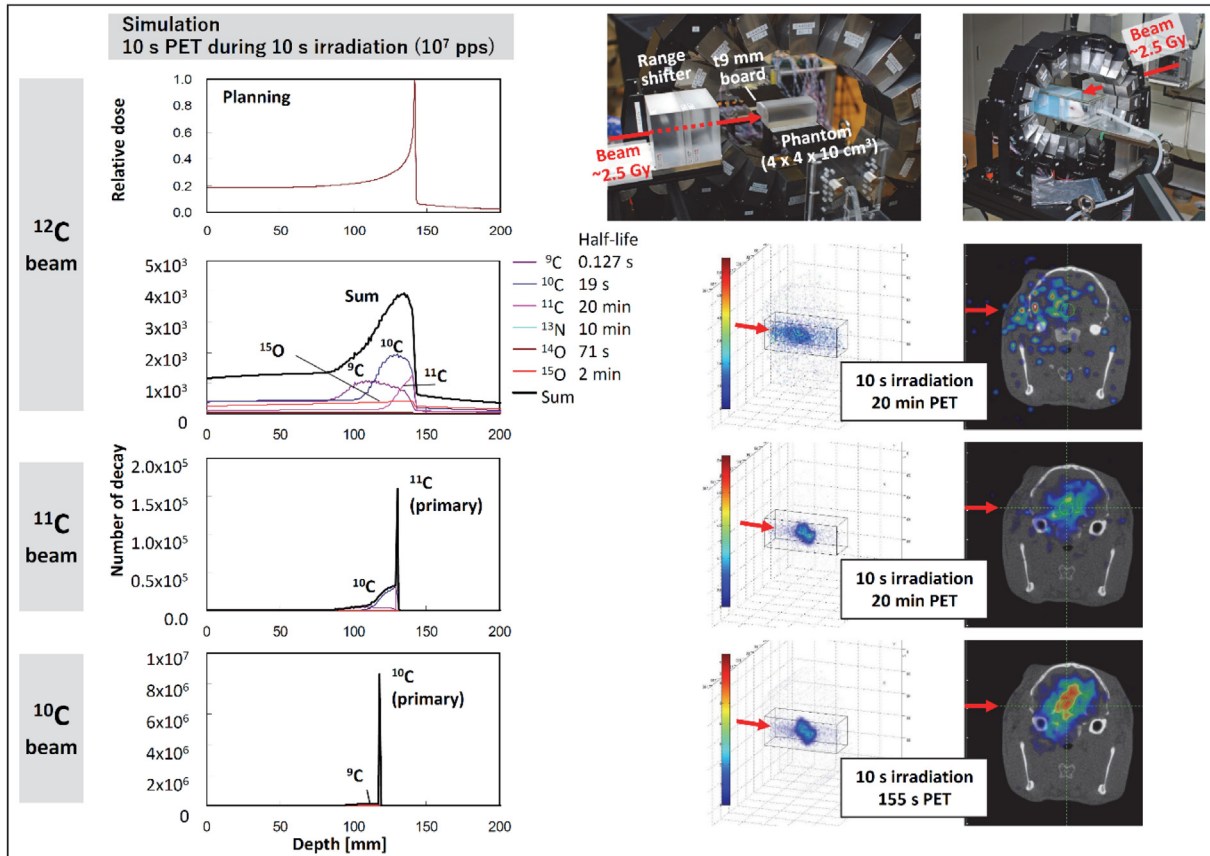 Simulation
10 s PET during 10 s irradiation (10⁷ pps)
¹²C
beam
Relative dose
1.0
0.8
0.6
0.4
0.2
0.0
Planning
0
50
100
150
200
5x10³
4x10³
3x10³
2x10³
1x10³
0
Sum
¹⁵O
⁹C
¹⁰C
¹¹C
0
50
100
150
200
Half-life
⁹C 0.127 s
¹⁰C 19 s
¹¹C 20 min
¹³N 10 min
¹⁴O 71 s
¹⁵O 2 min
Sum
¹¹C
beam
Number of decay
2.0x10⁵
1.5x10⁵
1.0x10⁵
0.5x10⁵
0.0
¹¹C
(primary)
¹⁰C
0
50
100
150
200
¹⁰C
beam
1x10⁷
8x10⁶
6x10⁶
4x10⁶
2x10⁶
0
¹⁰C
(primary)
⁹C
0
50
100
150
200
Depth [mm]
Range
shifter
t9 mm
board
Phantom
(4 x 4 x 10 cm³)
Beam
~2.5 Gy
Beam
~2.5 Gy
10 s irradiation
20 min PET
10 s irradiation
20 min PET
10 s irradiation
155 s PET